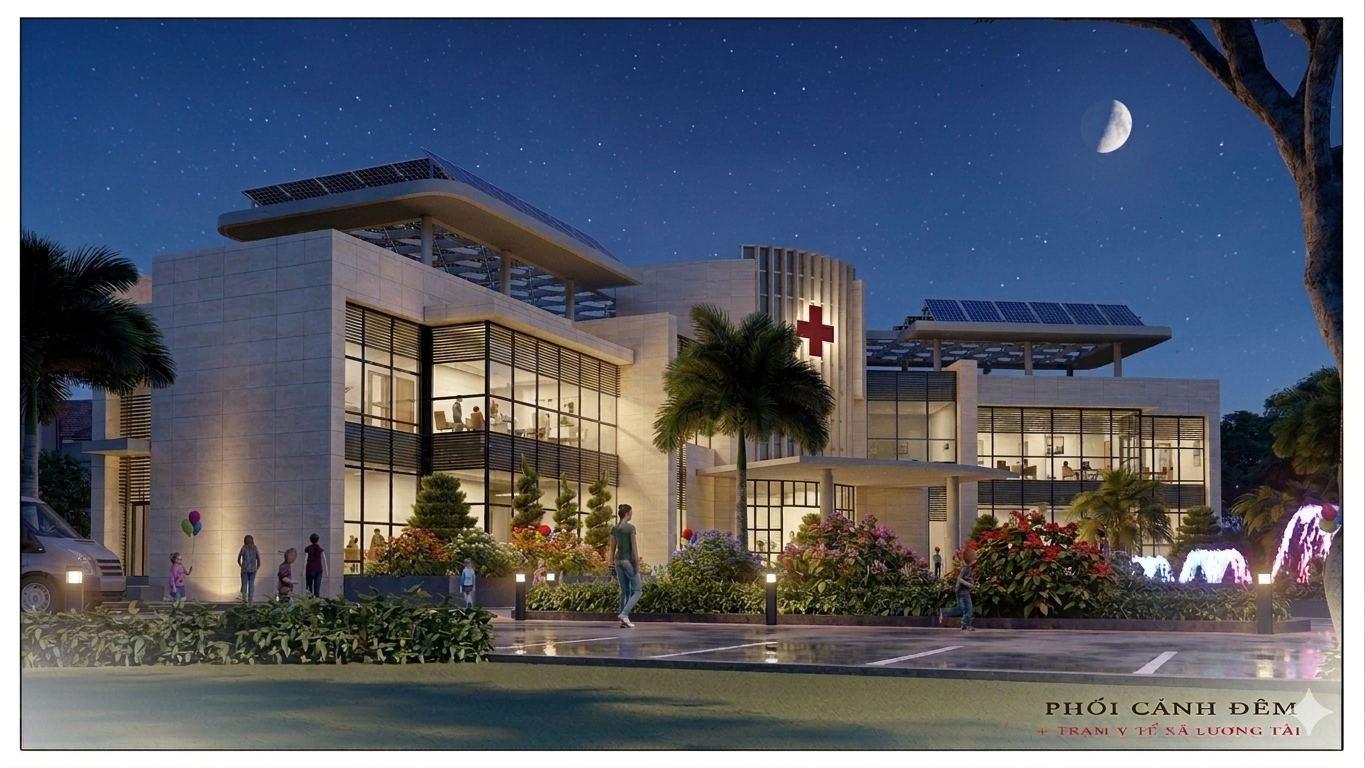 PHỐI CẢNH ĐÊM
+ TRẠM Y TẾ XÃ LƯƠNG TÀI